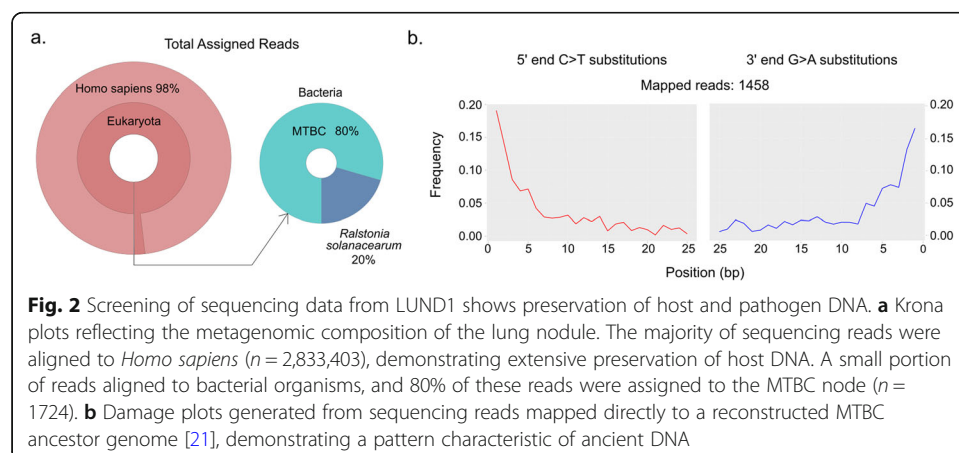 a.
Total Assigned Reads
Homo sapiens 98%
Eukaryota
Bacteria
MTBC 80%
Ralstonia
solanacearum
20%
b.
5' end C>T substitutions
3' end G>A substitutions
Mapped reads: 1458
Frequency
0.20
0.15
0.10
0.05
0.00
0 5 10 15 20 25
25 20 15 10 5 0
0.20
0.15
0.10
0.05
0.00
Position (bp)
Fig. 2 Screening of sequencing data from LUND1 shows preservation of host and pathogen DNA. a Krona
plots reflecting the metagenomic composition of the lung nodule. The majority of sequencing reads were
aligned to Homo sapiens (n = 2,833,403), demonstrating extensive preservation of host DNA. A small portion
of reads aligned to bacterial organisms, and 80% of these reads were assigned to the MTBC node (n =
1724). b Damage plots generated from sequencing reads mapped directly to a reconstructed MTBC
ancestor genome [21], demonstrating a pattern characteristic of ancient DNA